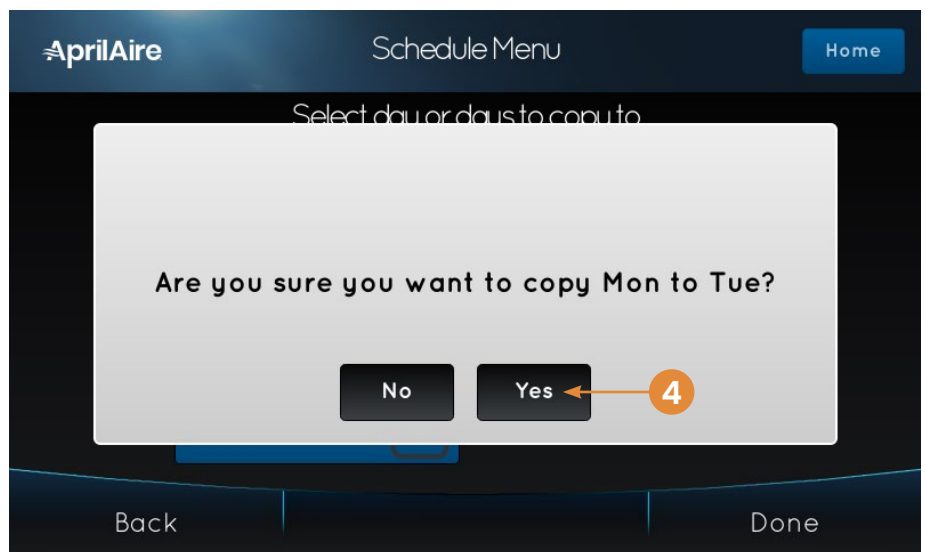 AprilAire
Schedule Menu
Home
Select day or days to copy to
Are you sure you want to copy Mon to Tue?
No
Yes
4
Back
Done